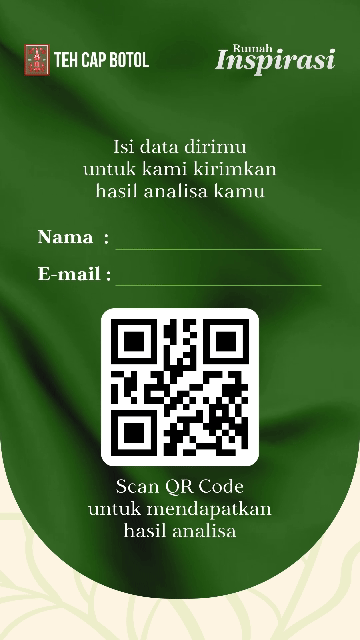 TEH CAP BOTOL
Rumah
Inspirasi
Isi data dirimu
untuk kami kirimkan
hasil analisa kamu
Nama :
E-mail :
Scan QR Code
untuk mendapatkan
hasil analisa